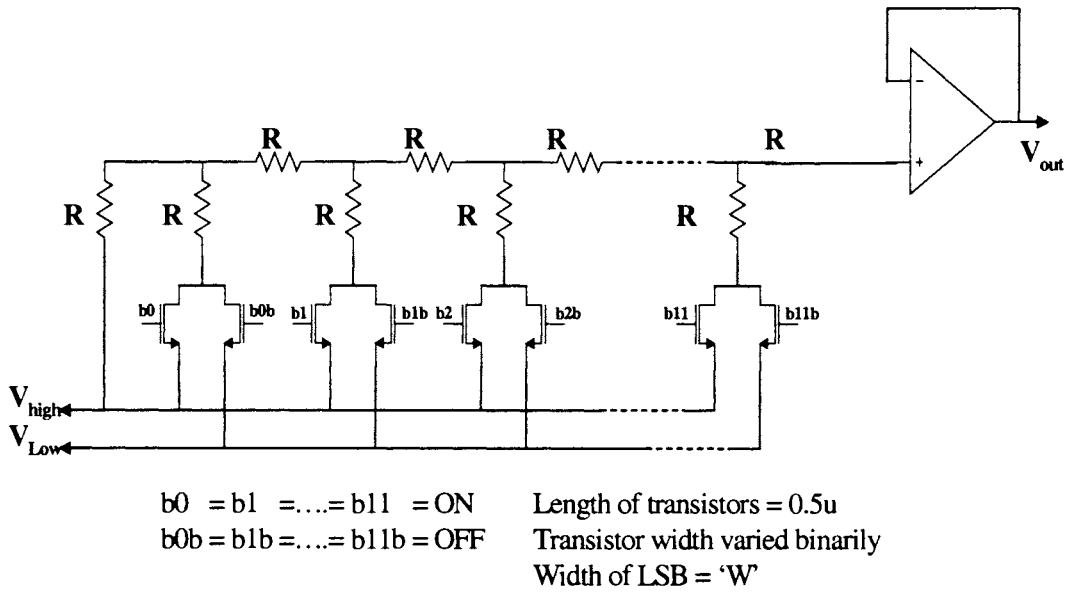 R R R R
V_out
R R R R R
b0 b0b b1 b1b b2 b2b b11 b11b
V_high
V_Low
b0 = b1 =....= b11 = ON Length of transistors = 0.5u
b0b = b1b =....= b11b = OFF Transistor width varied binarily
Width of LSB = ‘W’